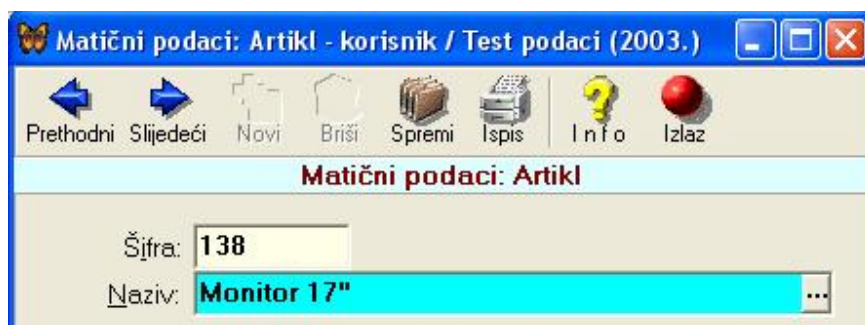 Matični podaci: Artikl - korisnik / Test podaci (2003.)
Prethodni Slijedeći Novi Briši Spremi Ispis Info Izlaz
Matični podaci: Artikl
Šifra: 138
Naziv: Monitor 17" ...